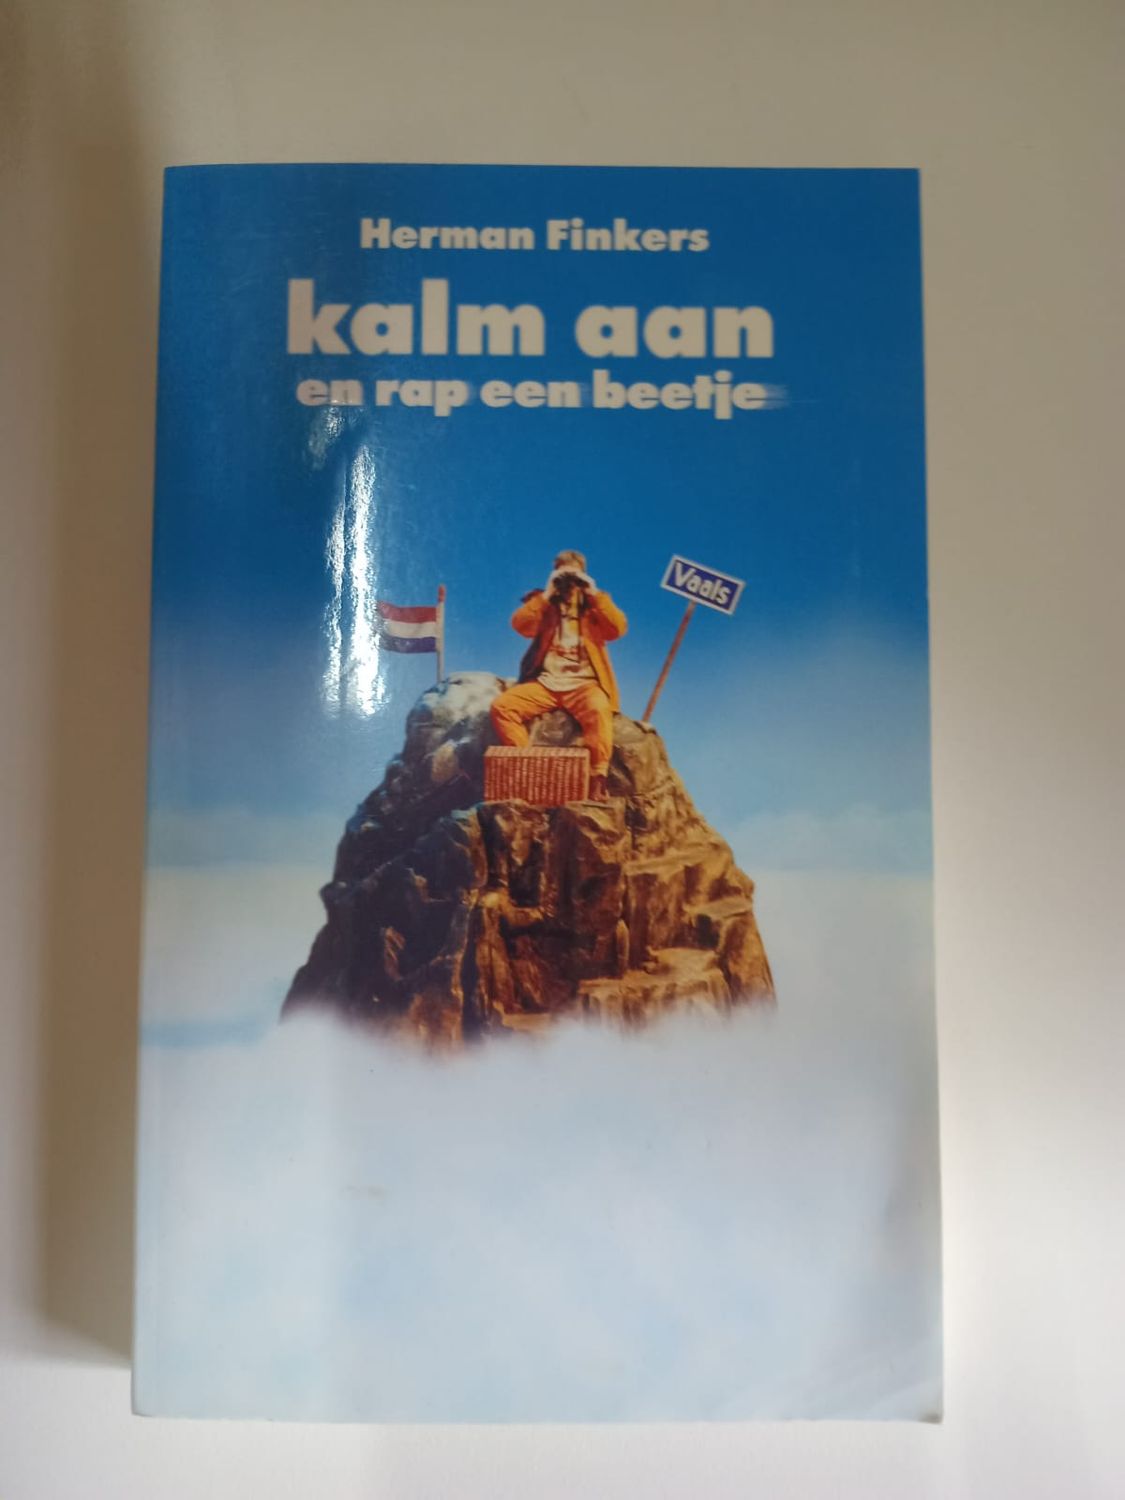 Herman Finkers
kalm aan
en rap een beetje
Vaals